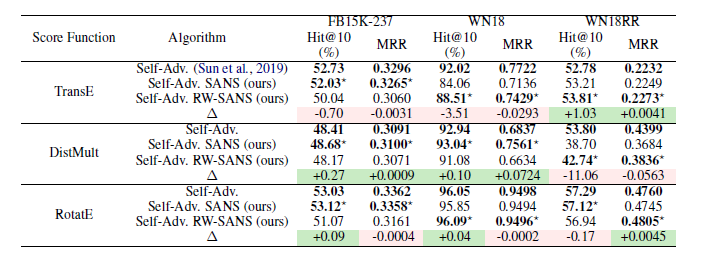 FB15K-237 WN18 WN18RR
Score Function Algorithm Hit@10 (%) MRR Hit@10 (%) MRR Hit@10 (%) MRR
Self-Adv. (Sun et al., 2019) 52.73 0.3296 92.02 0.7722 52.78 0.2232
TransE Self-Adv. SANS (ours) 52.03* 0.3265* 84.06 0.7136 53.21 0.2249
Self-Adv. RW-SANS (ours) 50.04 0.3060 88.51* 0.7429* 53.81* 0.2273*
Δ -0.70 -0.0031 -3.51 -0.0293 +1.03 +0.0041
Self-Adv. 48.41 0.3091 92.94 0.6837 53.80 0.4399
DistMult Self-Adv. SANS (ours) 48.68* 0.3100* 93.04* 0.7561* 38.70 0.3684
Self-Adv. RW-SANS (ours) 48.17 0.3071 91.08 0.6634 42.74* 0.3836*
Δ +0.27 +0.0009 +0.10 +0.0724 -11.06 -0.0563
Self-Adv. 53.03 0.3362 96.05 0.9498 57.29 0.4760
RotatE Self-Adv. SANS (ours) 53.12* 0.3358* 95.85 0.9494 57.12* 0.4745
Self-Adv. RW-SANS (ours) 51.07 0.3161 96.09* 0.9496* 56.94 0.4805*
Δ +0.09 -0.0004 +0.04 -0.0002 -0.17 +0.0045